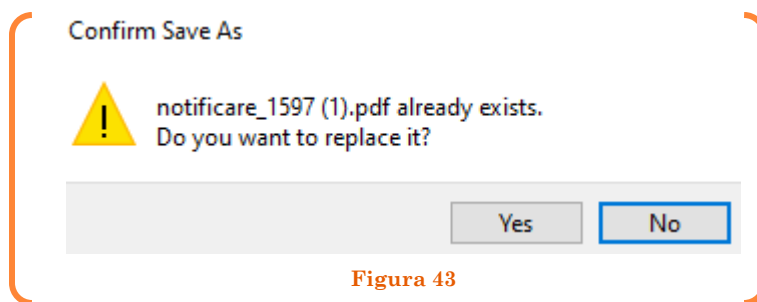 Confirm Save As
notificare_1597 (1).pdf already exists.
Do you want to replace it?
Yes
No
Figura 43